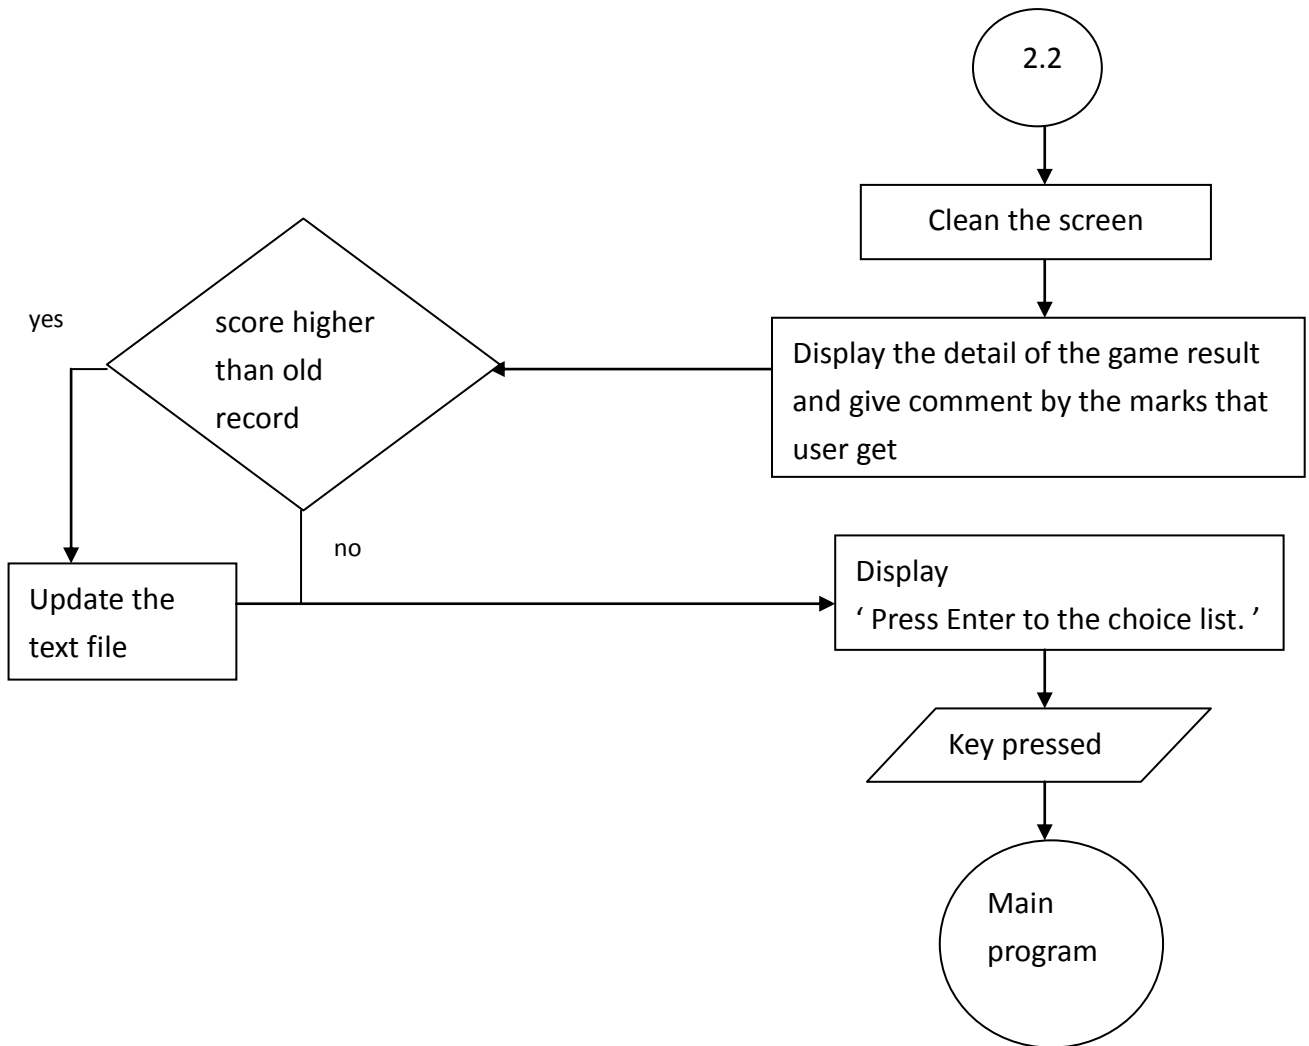 2.2
Clean the screen
Display the detail of the game result
and give comment by the marks that
user get
score higher
than old
record
yes
no
Update the
text file
Display
‘ Press Enter to the choice list. ’
Key pressed
Main
program